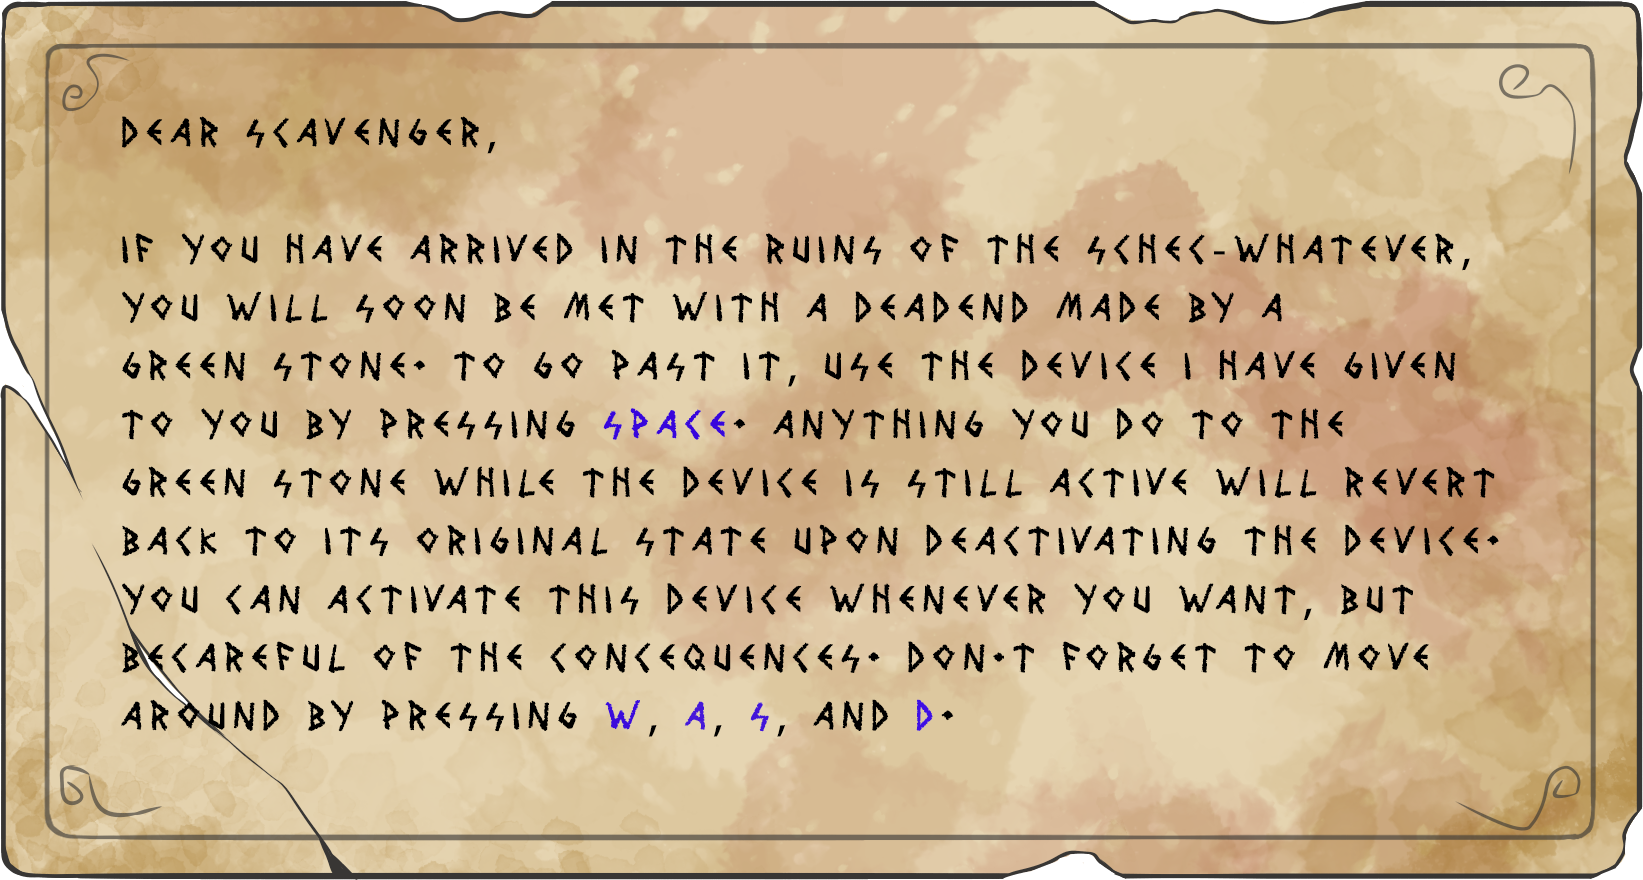 DEAR SCAVENGER,
IF YOU HAVE ARRIVED IN THE RUINS OF THE SCHEC-WHATEVER,
YOU WILL SOON BE MET WITH A DEADEND MADE BY A
GREEN STONE. TO GO PAST IT, USE THE DEVICE I HAVE GIVEN
TO YOU BY PRESSING SPACE. ANYTHING YOU DO TO THE
GREEN STONE WHILE THE DEVICE IS STILL ACTIVE WILL REVERT
BACK TO ITS ORIGINAL STATE UPON DEACTIVATING THE DEVICE.
YOU CAN ACTIVATE THIS DEVICE WHENEVER YOU WANT, BUT
BECAREFUL OF THE CONCEQUENCES. DON'T FORGET TO MOVE
AROUND BY PRESSING W, A, S, AND D.